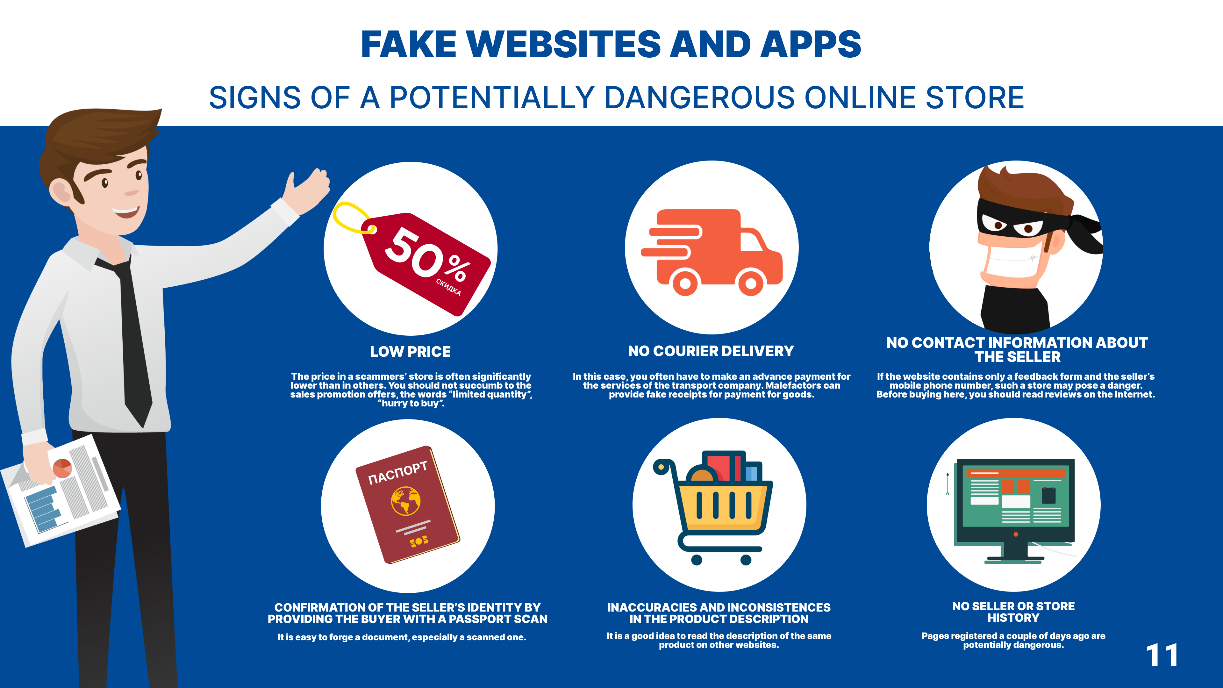 FAKE WEBSITES AND APPS
SIGNS OF A POTENTIALLY DANGEROUS ONLINE STORE
50%
СКИДКА
LOW PRICE
The price in a scammers' store is often significantly
lower than in others. You should not succumb to the
sales promotion offers, the words "limited quantity",
"hurry to buy".
NO COURIER DELIVERY
In this case, you often have to make an advance payment for
the services of the transport company. Malefactors can
provide fake receipts for payment for goods.
NO CONTACT INFORMATION ABOUT
THE SELLER
If the website contains only a feedback form and the seller's
mobile phone number, such a store may pose a danger.
Before buying here, you should read reviews on the Internet.
ПАСПОРТ
CONFIRMATION OF THE SELLER'S IDENTITY BY
PROVIDING THE BUYER WITH A PASSPORT SCAN
It is easy to forge a document, especially a scanned one.
INACCURACIES AND INCONSISTENCES
IN THE PRODUCT DESCRIPTION
It is a good idea to read the description of the same
product on other websites.
NO SELLER OR STORE
HISTORY
Pages registered a couple of days ago are
potentially dangerous.
11